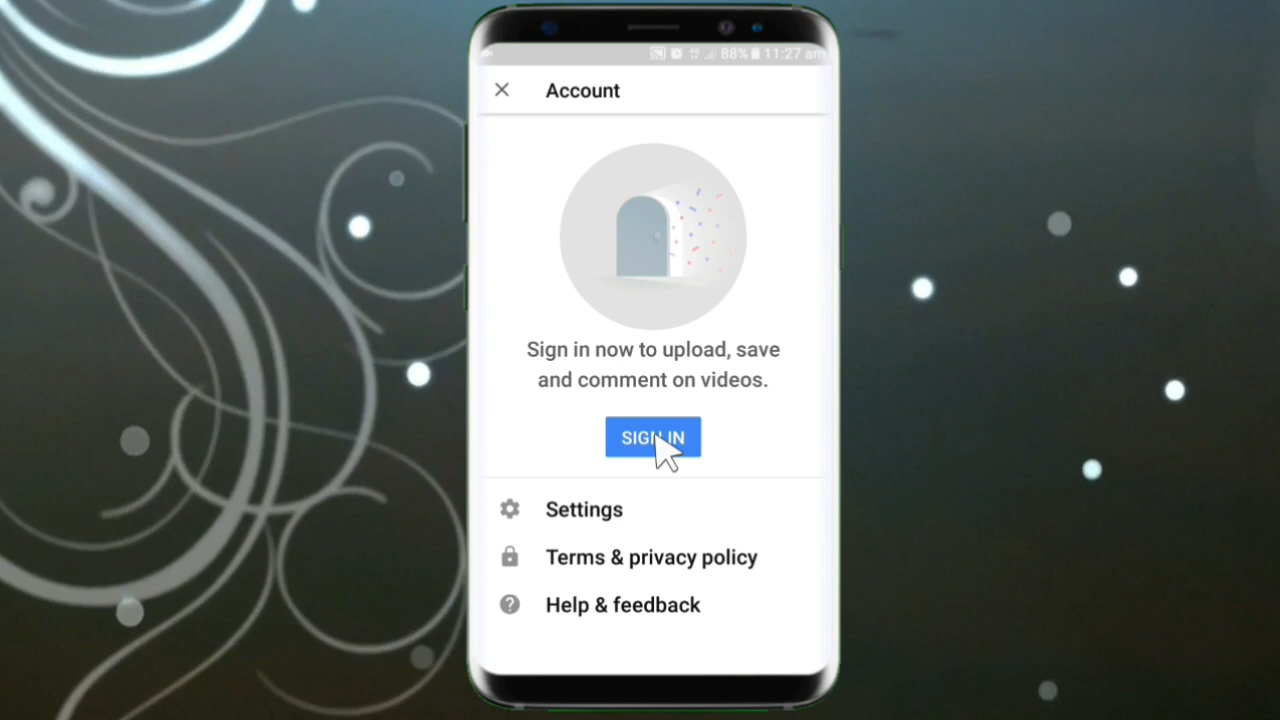 88% 11:27 am
Account
Sign in now to upload, save
and comment on videos.
SIGN IN
Settings
Terms & privacy policy
Help & feedback